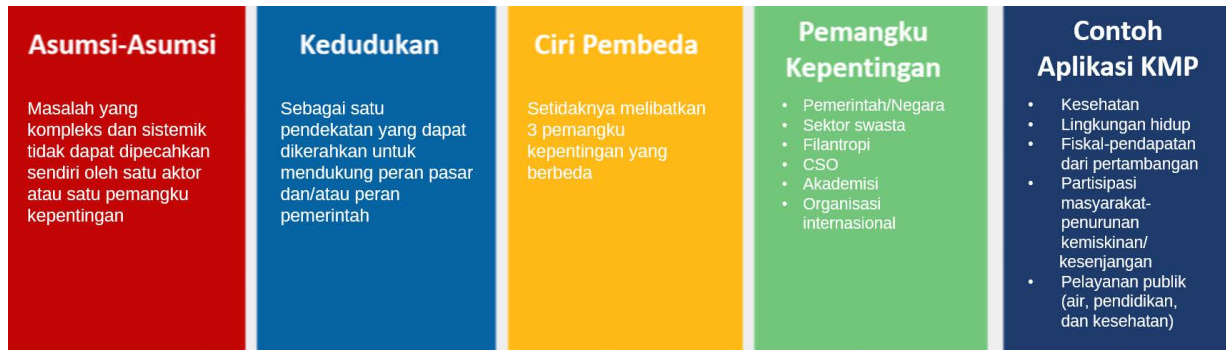 Asumsi-Asumsi
Masalah yang
kompleks dan sistemik
tidak dapat dipecahkan
sendiri oleh satu aktor
atau satu pemangku
kepentingan
Kedudukan
Sebagai satu
pendekatan yang dapat
dikerahkan untuk
mendukung peran pasar
dan/atau peran
pemerintah
Ciri Pembeda
Setidaknya melibatkan
3 pemangku
kepentingan yang
berbeda
Pemangku
Kepentingan
• Pemerintah/Negara
• Sektor swasta
• Filantropi
• CSO
• Akademisi
• Organisasi
internasional
Contoh
Aplikasi KMP
• Kesehatan
• Lingkungan hidup
• Fiskal-pendapatan
dari pertambangan
• Partisipasi
masyarakat-
penurunan
kemiskinan/
kesenjangan
• Pelayanan publik
(air, pendidikan,
dan kesehatan)